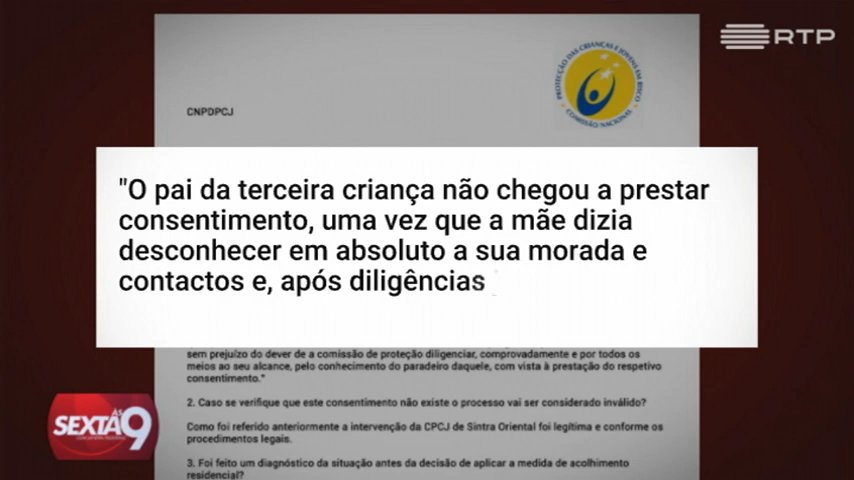 RTP
PROTECÇÃO DAS CRIANÇAS E JOVENS EM RISCO
COMISSÃO NACIONAL
CNPDPCJ
"O pai da terceira criança não chegou a prestar
consentimento, uma vez que a mãe dizia
desconhecer em absoluto a sua morada e
contactos e, após diligências
sem prejuízo do dever de a comissão de proteção diligenciar, comprovadamente e por todos os
meios ao seu alcance, pelo conhecimento do paradeiro daquele, com vista à prestação do respetivo
consentimento."
2. Caso se verifique que este consentimento não existe o processo vai ser considerado inválido?
Como foi referido anteriormente a intervenção da CPCJ de Sintra Oriental foi legítima e conforme os
procedimentos legais.
3. Foi feito um diagnóstico da situação antes da decisão de aplicar a medida de acolhimento
residencial?
SEXTA ÀS 9